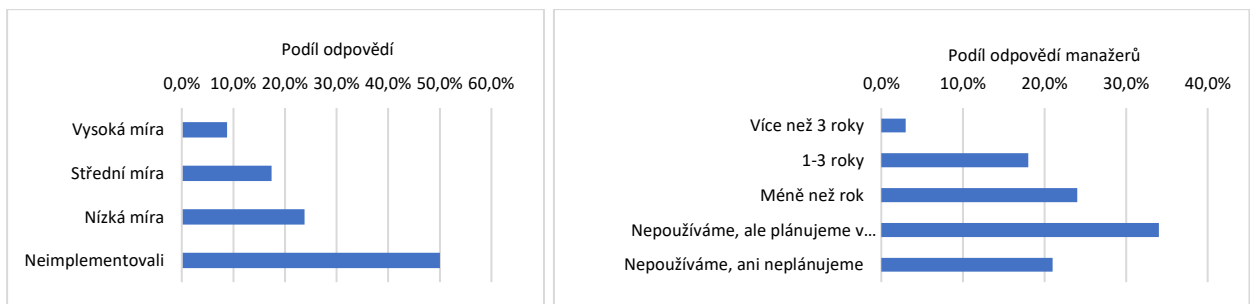 Podíl odpovědí
0,0% 10,0% 20,0% 30,0% 40,0% 50,0% 60,0%
Vysoká míra
Střední míra
Nízká míra
Neimplementovali
Podíl odpovědí manažerů
0,0% 10,0% 20,0% 30,0% 40,0%
Více než 3 roky
1-3 roky
Méně než rok
Nepoužíváme, ale plánujeme v...
Nepoužíváme, ani neplánujeme